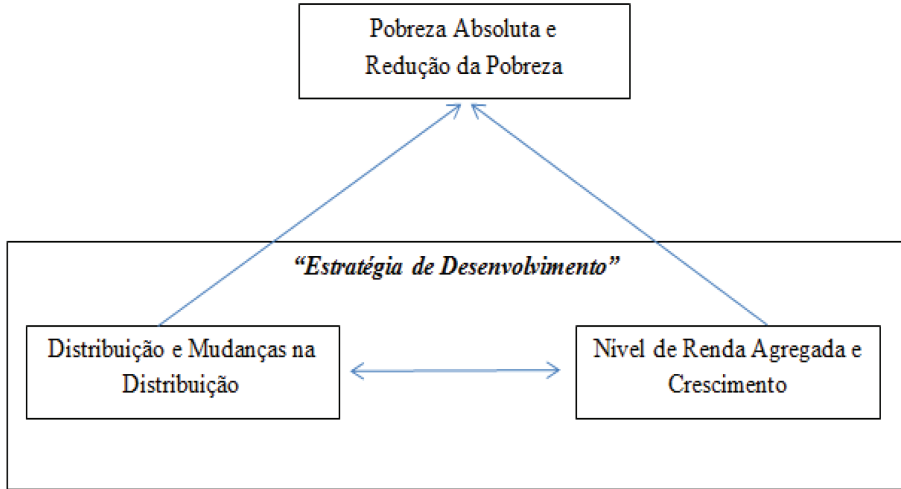 Pobreza Absoluta e
Redução da Pobreza
“Estratégia de Desenvolvimento”
Distribuição e Mudanças na
Distribuição
Nível de Renda Agregada e
Crescimento